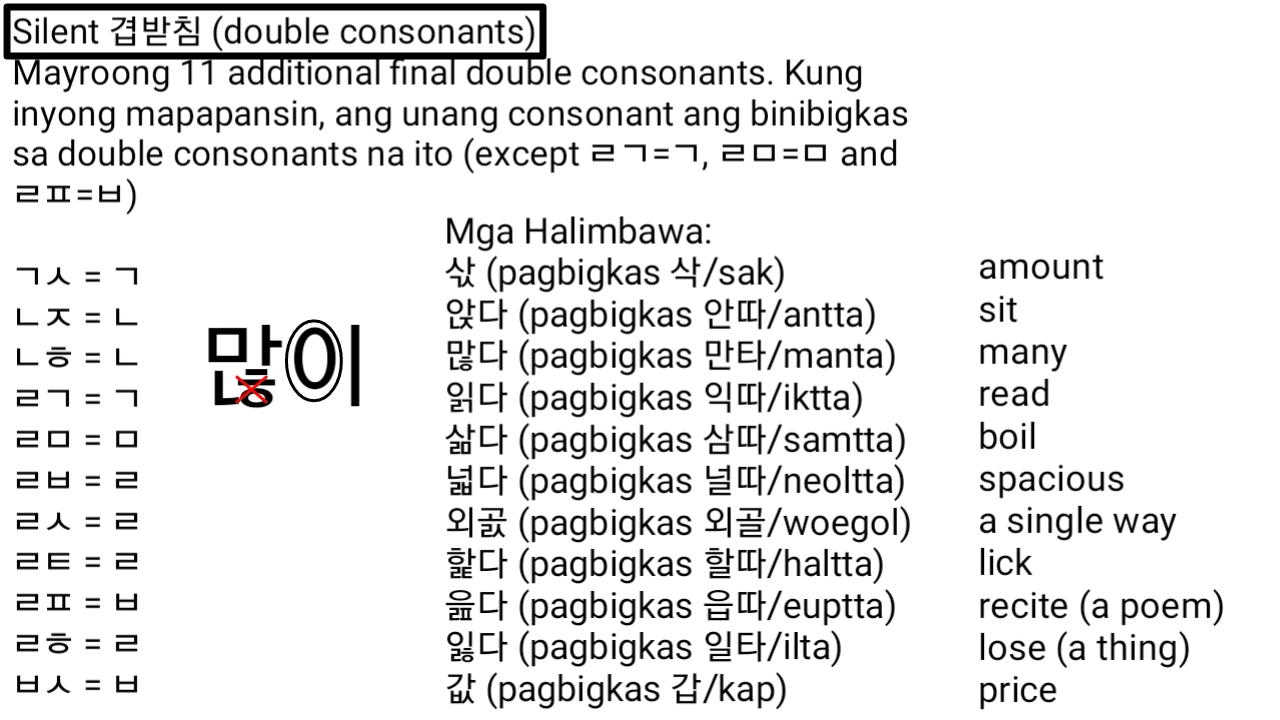 Silent 겹받침 (double consonants)
Mayroong 11 additional final double consonants. Kung
inyong mapapansin, ang unang consonant ang binibigkas
sa double consonants na ito (except ㄹㄱ=ㄱ, ㄹㅁ=ㅁ and
ㄹㅍ=ㅂ)
ㄱㅅ = ㄱ
ㄴㅈ = ㄴ
ㄴㅎ = ㄴ
ㄹㄱ = ㄱ
ㄹㅁ = ㅁ
ㄹㅂ = ㄹ
ㄹㅅ = ㄹ
ㄹㅌ = ㄹ
ㄹㅍ = ㅂ
ㄹㅎ = ㄹ
ㅂㅅ = ㅂ
많이
Mga Halimbawa:
삯 (pagbigkas 삭/sak) amount
앉다 (pagbigkas 안따/antta) sit
많다 (pagbigkas 만타/manta) many
읽다 (pagbigkas 익따/iktta) read
삶다 (pagbigkas 삼따/samtta) boil
넓다 (pagbigkas 널따/neoltta) spacious
외곬 (pagbigkas 외골/woegol) a single way
핥다 (pagbigkas 할따/haltta) lick
읊다 (pagbigkas 읍따/euptta) recite (a poem)
잃다 (pagbigkas 일타/ilta) lose (a thing)
값 (pagbigkas 갑/kap) price